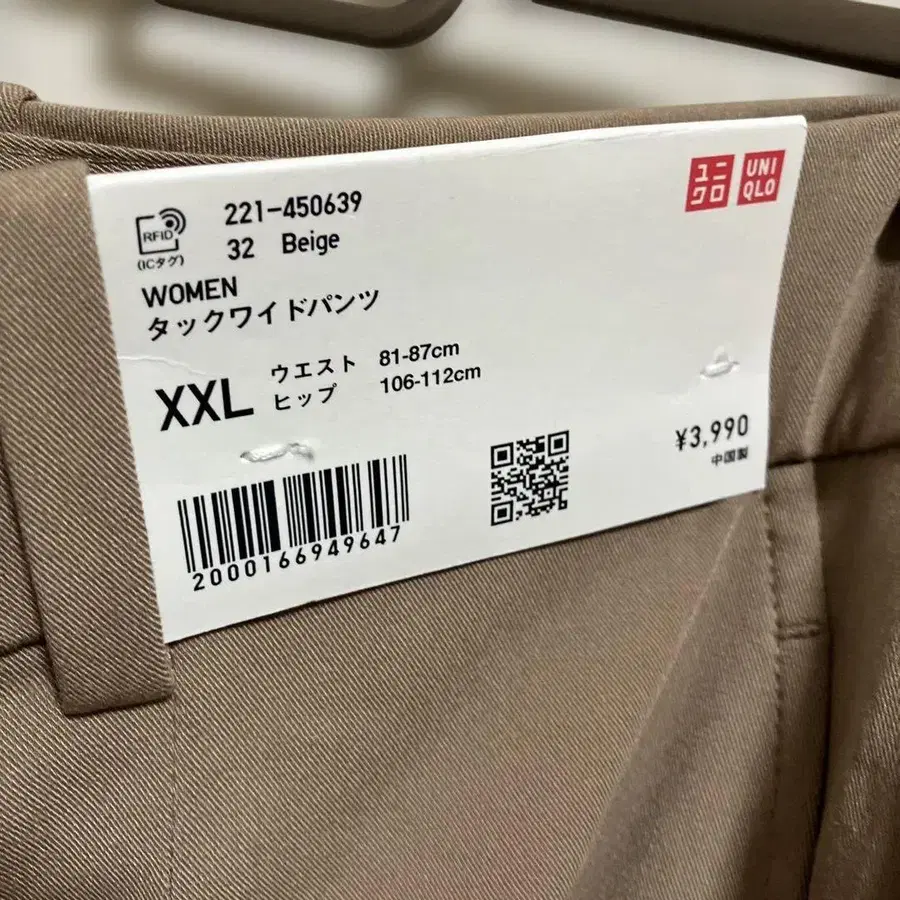 RFID
(ICタグ)
221-450639
32 Beige
ユニクロ
UNIQLO
WOMEN
タックワイドパンツ
XXL
ウエスト 81-87cm
ヒップ 106-112cm
¥3,990
中国製
2000166949647